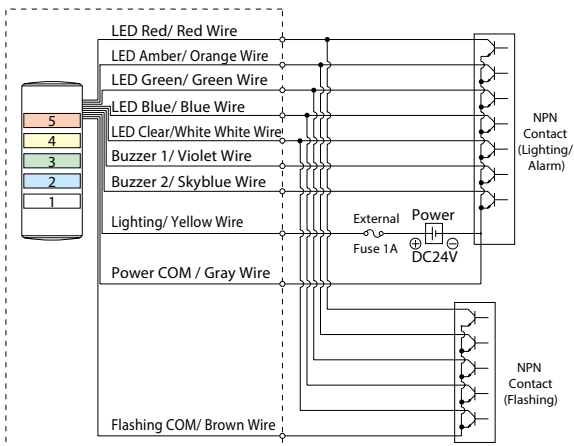 LED Red/ Red Wire
LED Amber/ Orange Wire
LED Green/ Green Wire
LED Blue/ Blue Wire
LED Clear/White White Wire
Buzzer 1/ Violet Wire
Buzzer 2/ Skyblue Wire
Lighting/ Yellow Wire
Power COM / Gray Wire
Flashing COM/ Brown Wire
5
4
3
2
1
External
Fuse 1A
Power
⊕ ⊖
DC24V
NPN
Contact
(Lighting/
Alarm)
NPN
Contact
(Flashing)